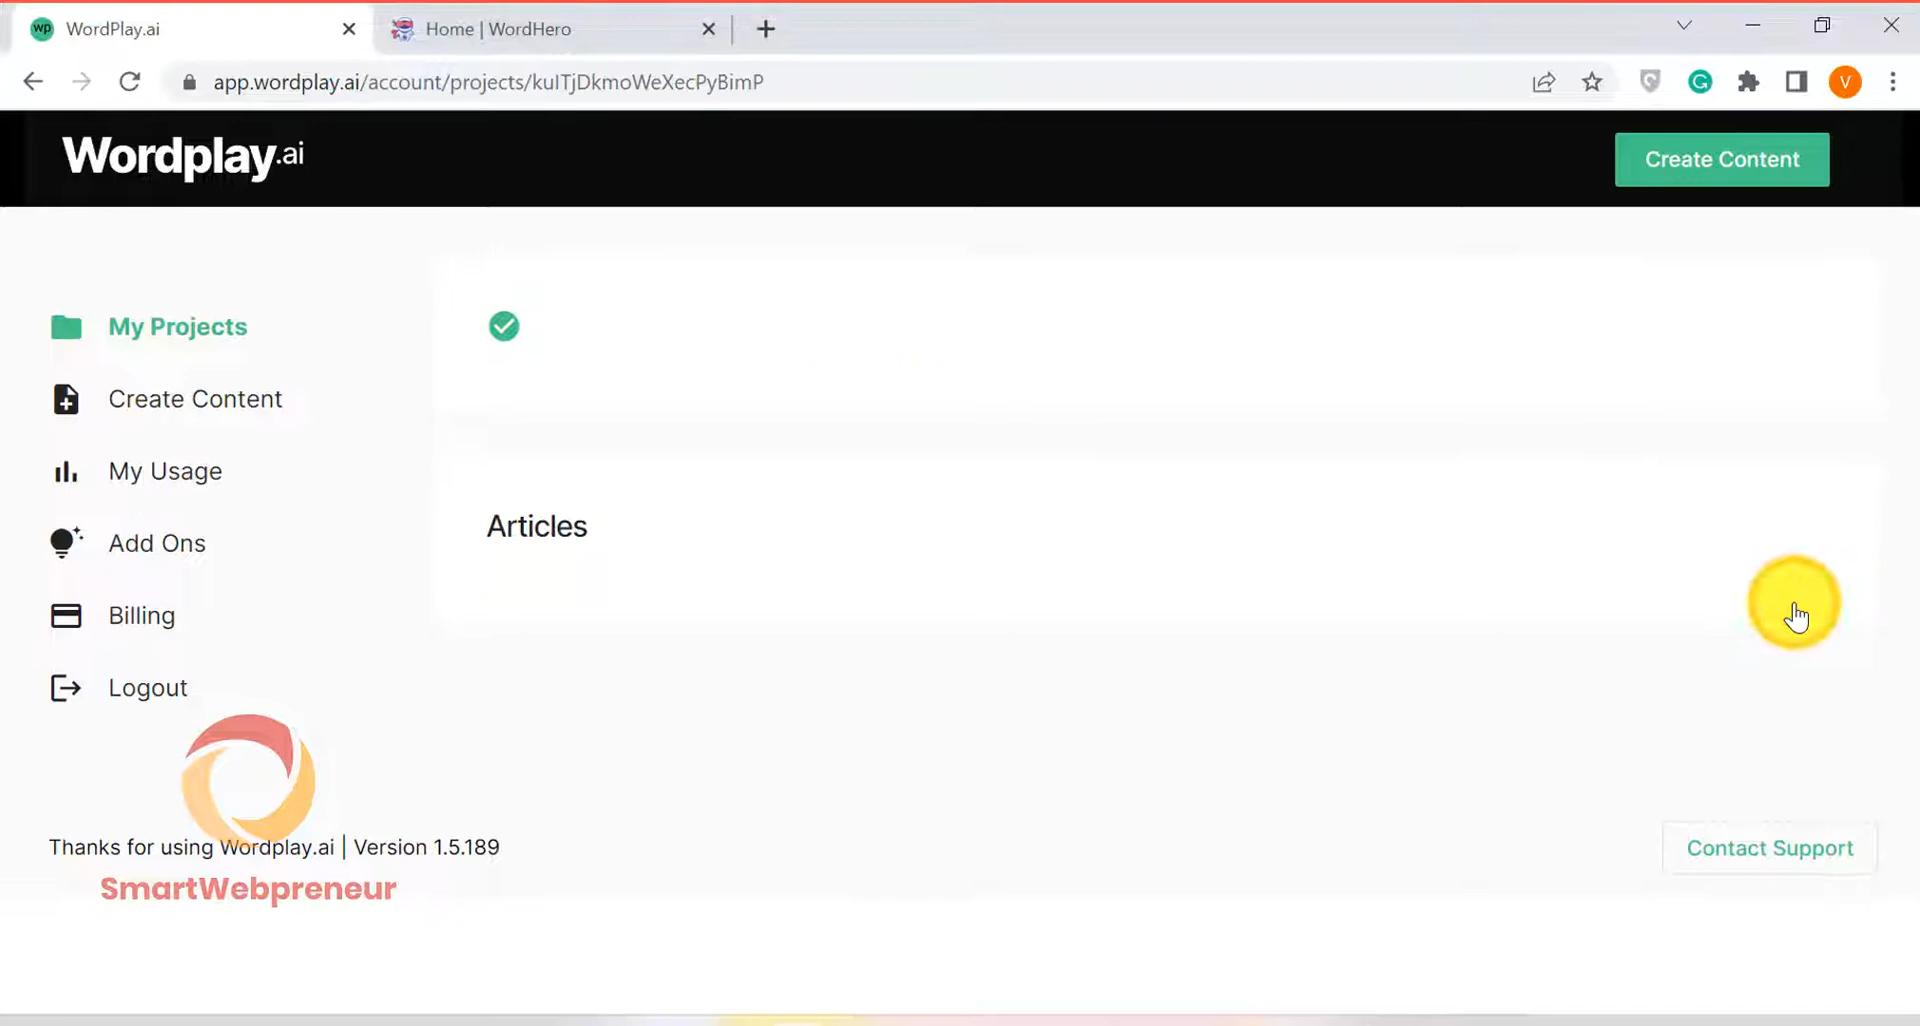 wp WordPlay.ai
Home | WordHero
app.wordplay.ai/account/projects/kuITjDkmoWeXecPyBimP
G
V
Wordplay.ai
Create Content
My Projects
Create Content
My Usage
Articles
Add Ons
Billing
Logout
Thanks for using Wordplay.ai | Version 1.5.189
Contact Support
SmartWebpreneur